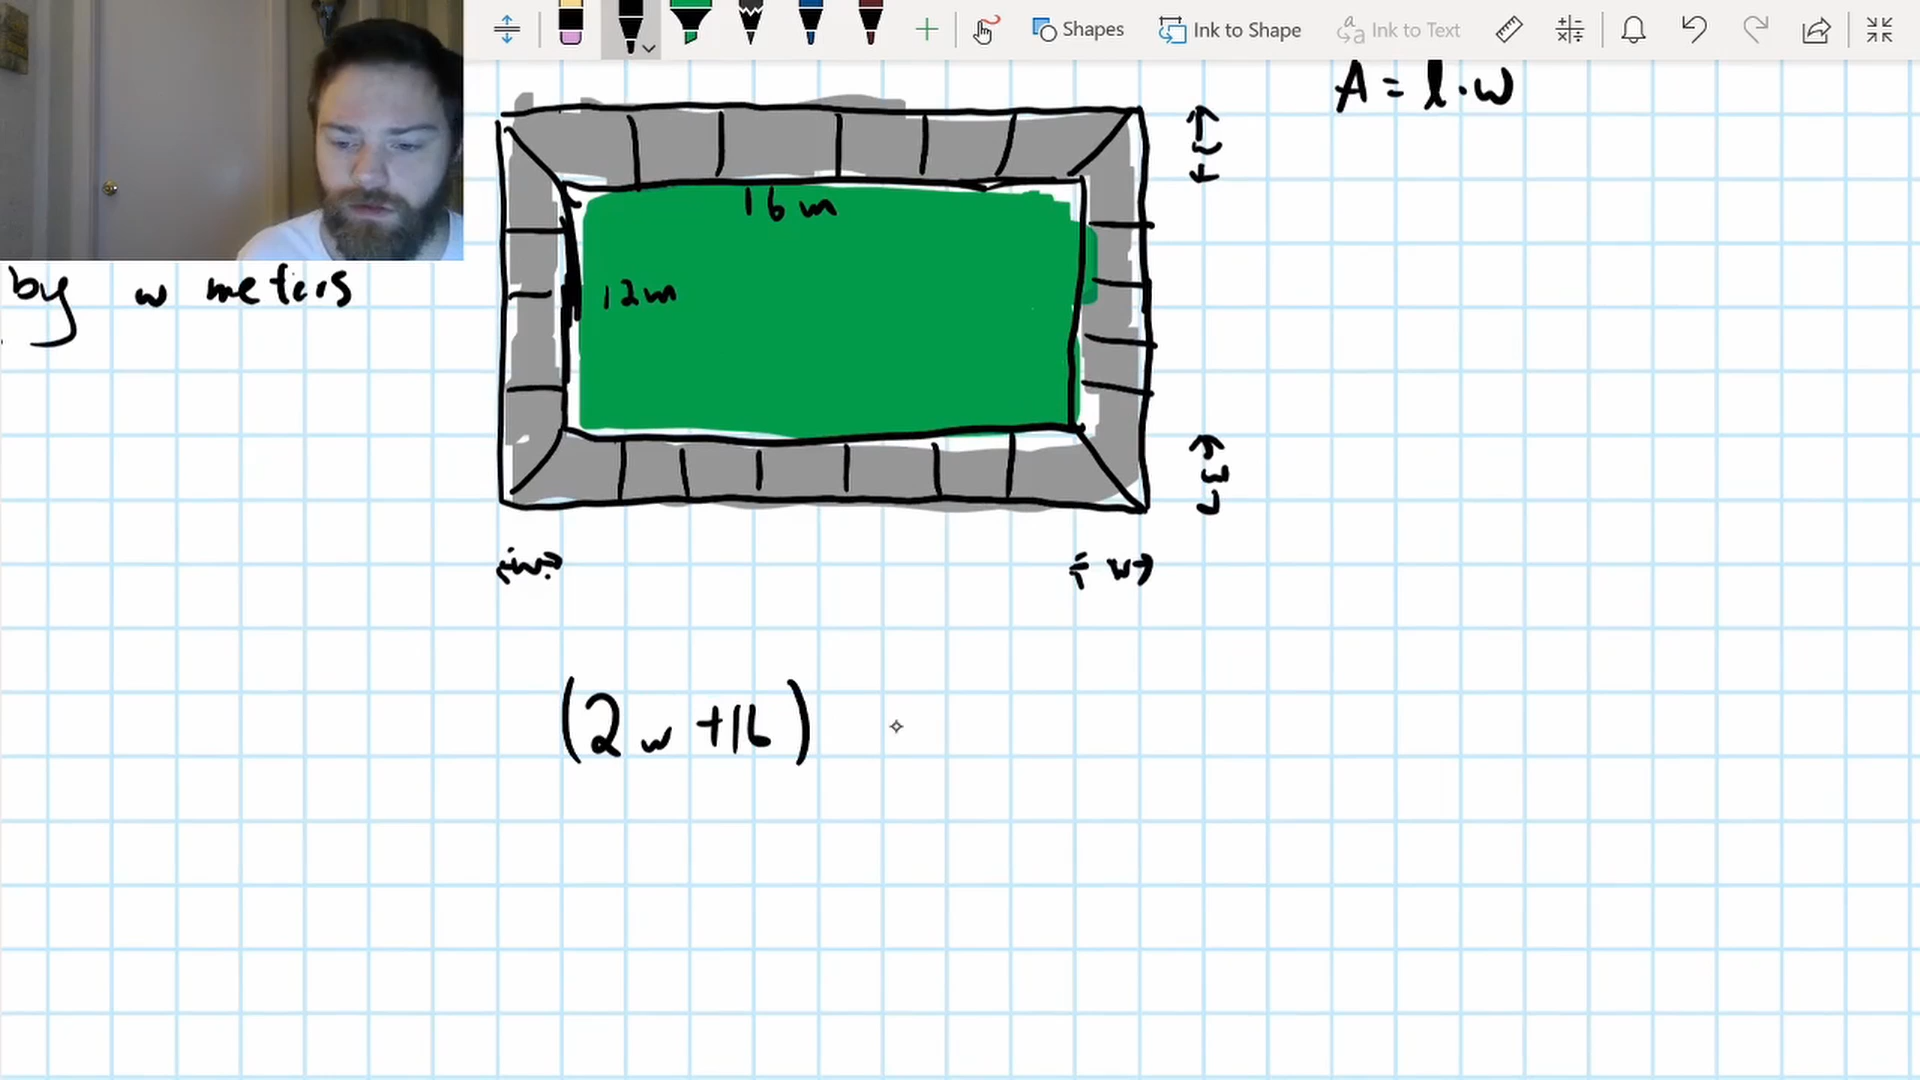 Shapes
Ink to Shape
Ink to Text
A = l · w
16 m
12 m
by w meters
w
w
w
w
(2w + 16)